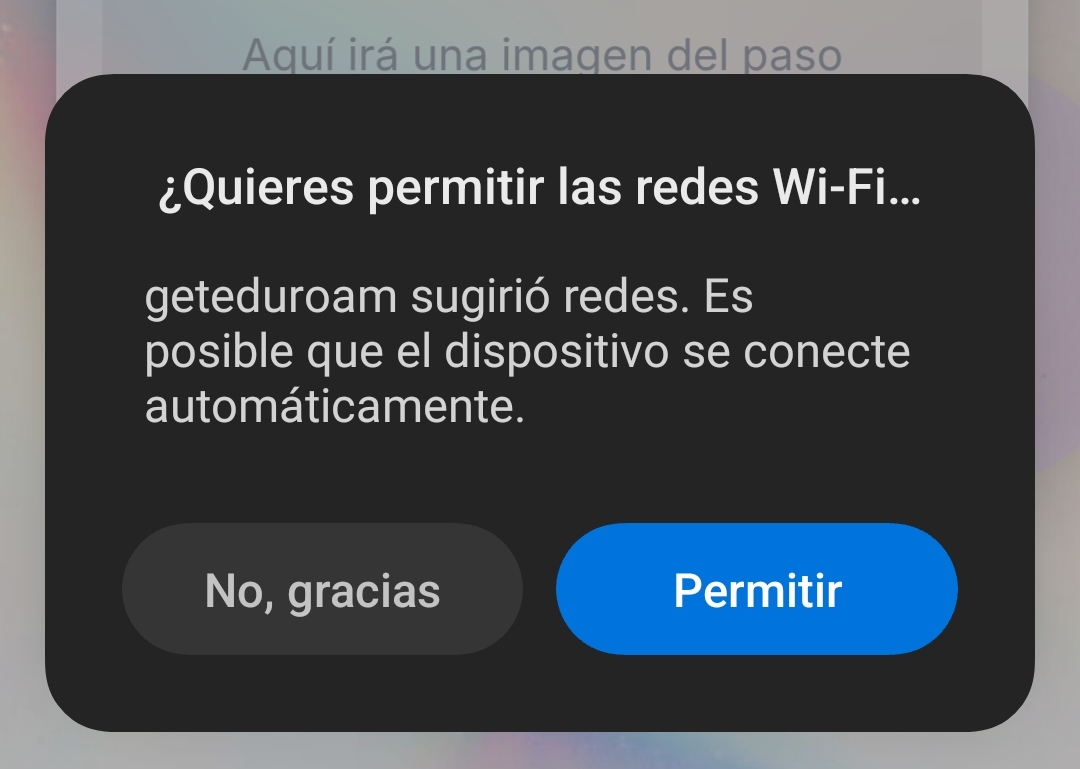 Aquí irá una imagen del paso
¿Quieres permitir las redes Wi-Fi...
geteduroam sugirió redes. Es
posible que el dispositivo se conecte
automáticamente.
No, gracias
Permitir